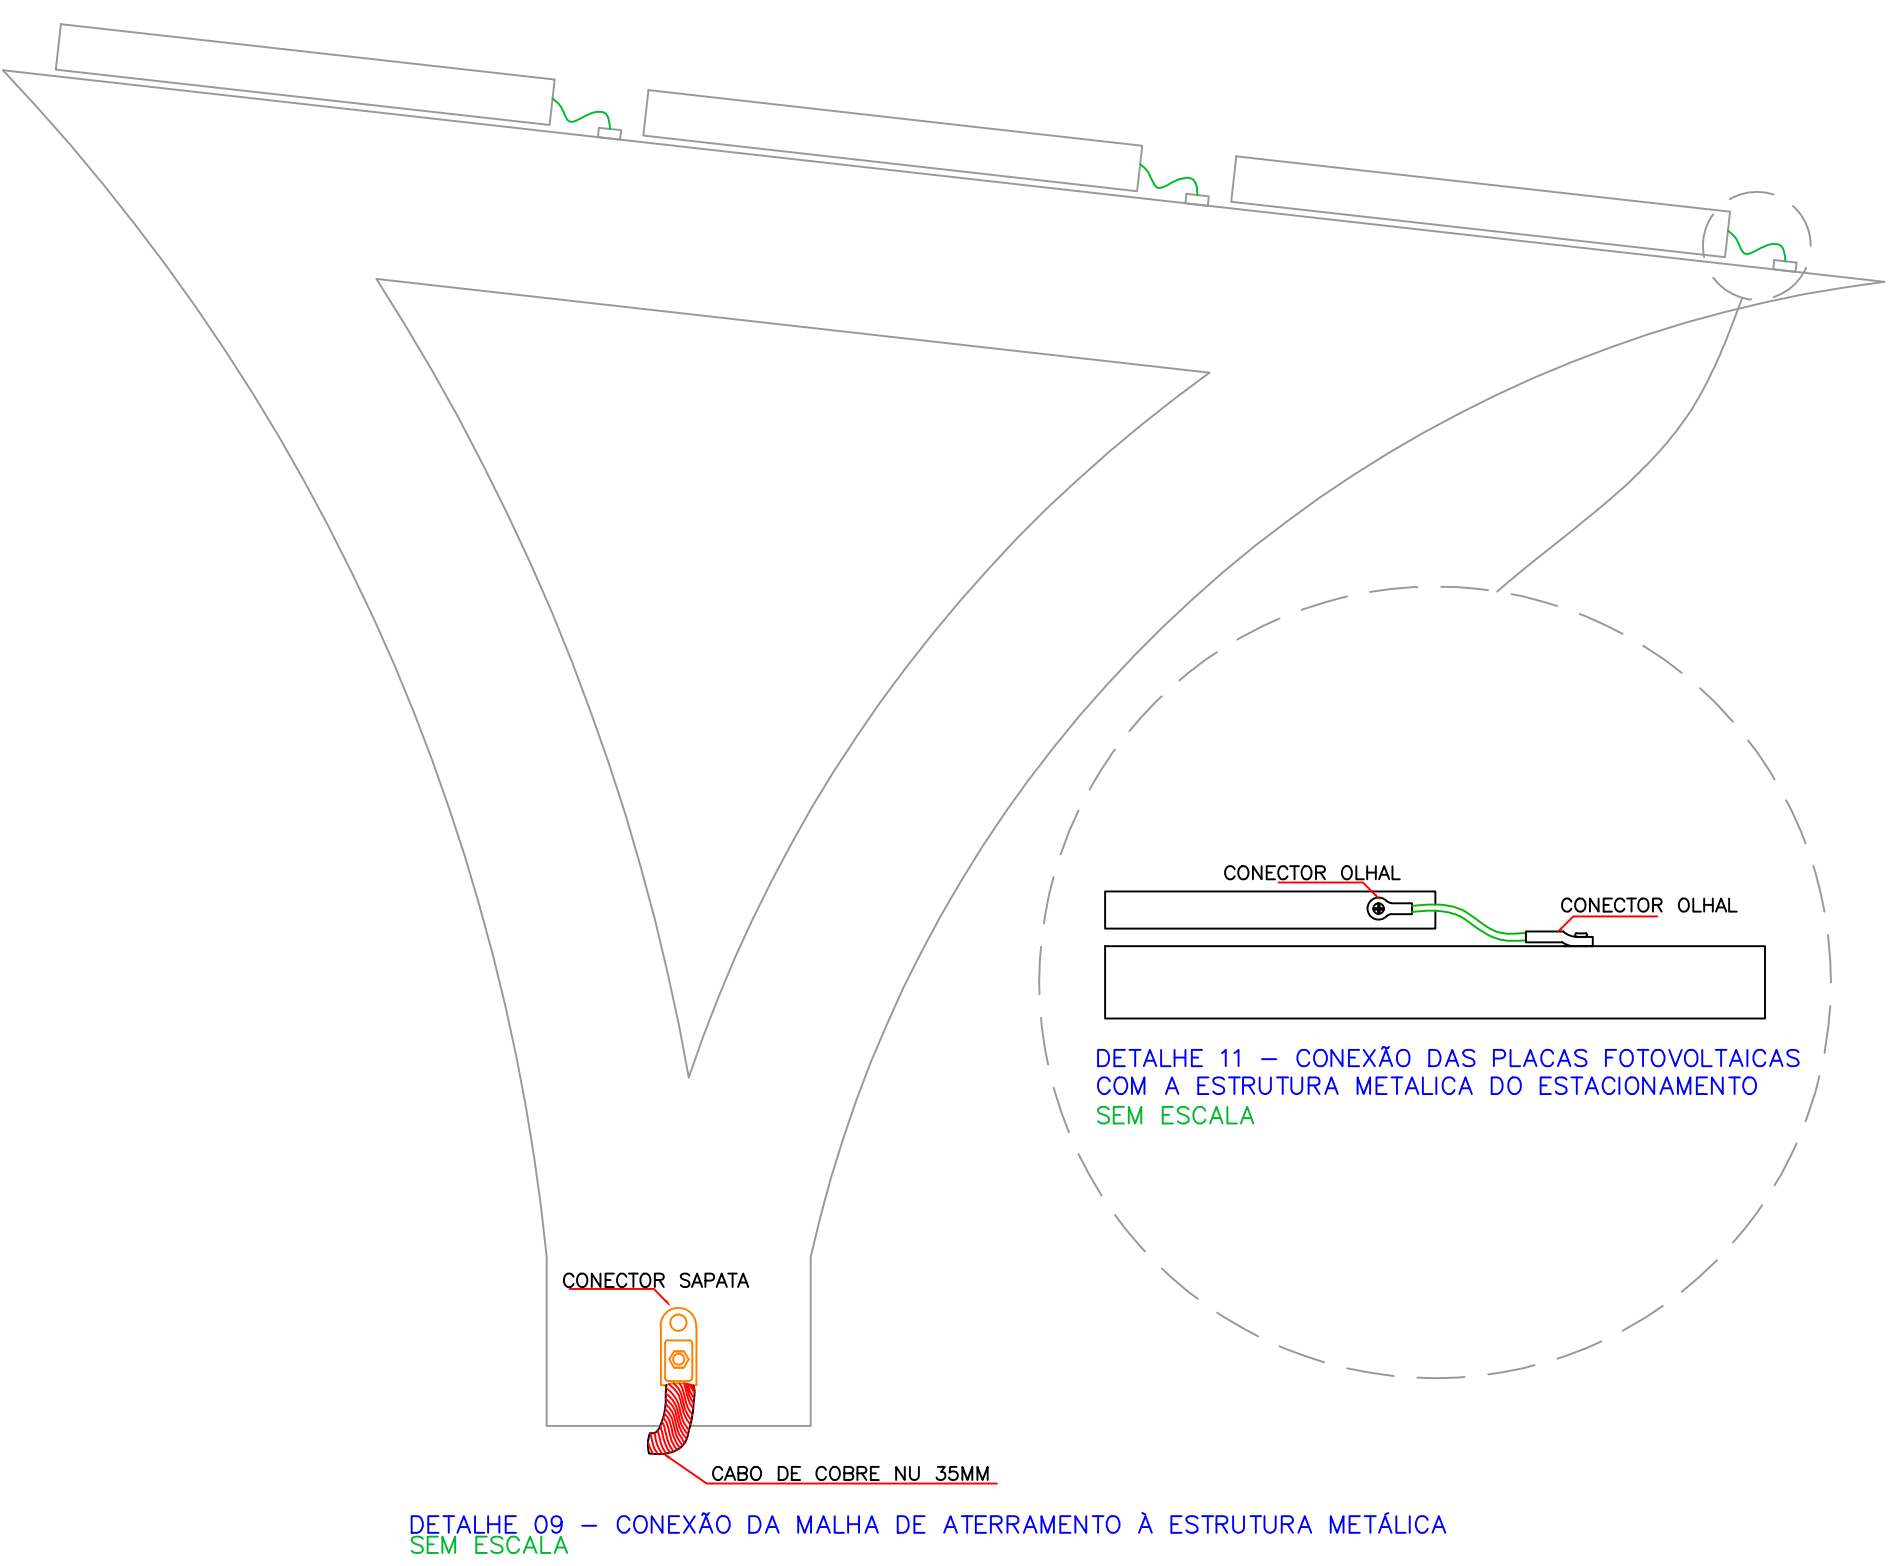 CONECTOR OLHAL
CONECTOR OLHAL
DETALHE 11 – CONEXÃO DAS PLACAS FOTOVOLTAICAS
COM A ESTRUTURA METALICA DO ESTACIONAMENTO
SEM ESCALA
CONECTOR SAPATA
CABO DE COBRE NU 35MM
DETALHE 09 – CONEXÃO DA MALHA DE ATERRAMENTO À ESTRUTURA METÁLICA
SEM ESCALA